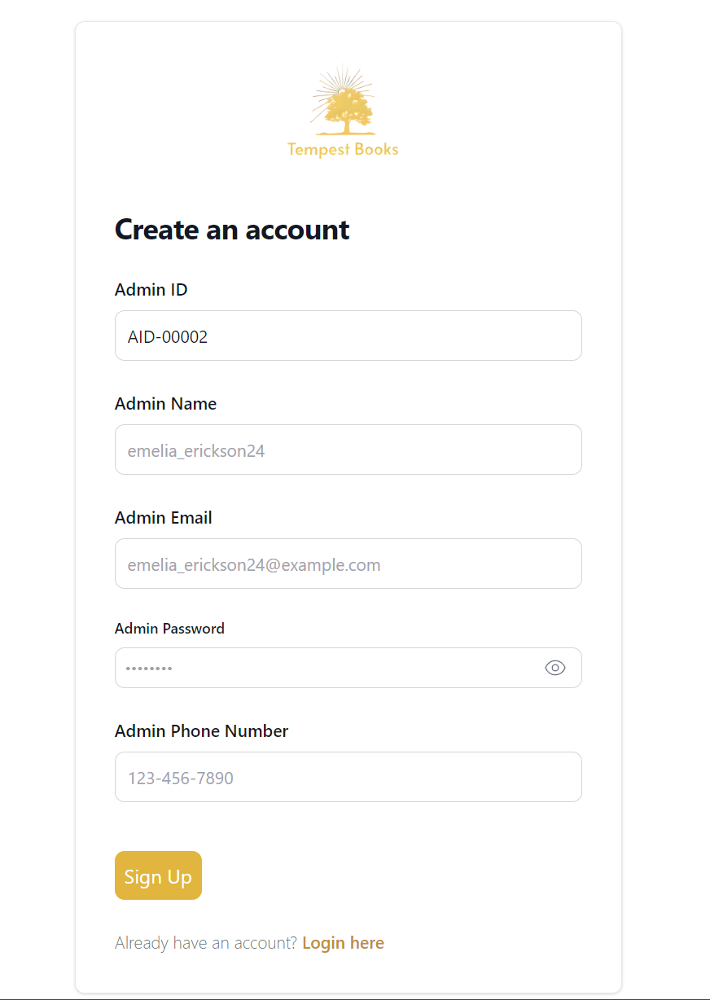 Tempest Books
Create an account
Admin ID
AID-00002
Admin Name
emelia_erickson24
Admin Email
emelia_erickson24@example.com
Admin Password
••••••••
Admin Phone Number
123-456-7890
Sign Up
Already have an account? Login here